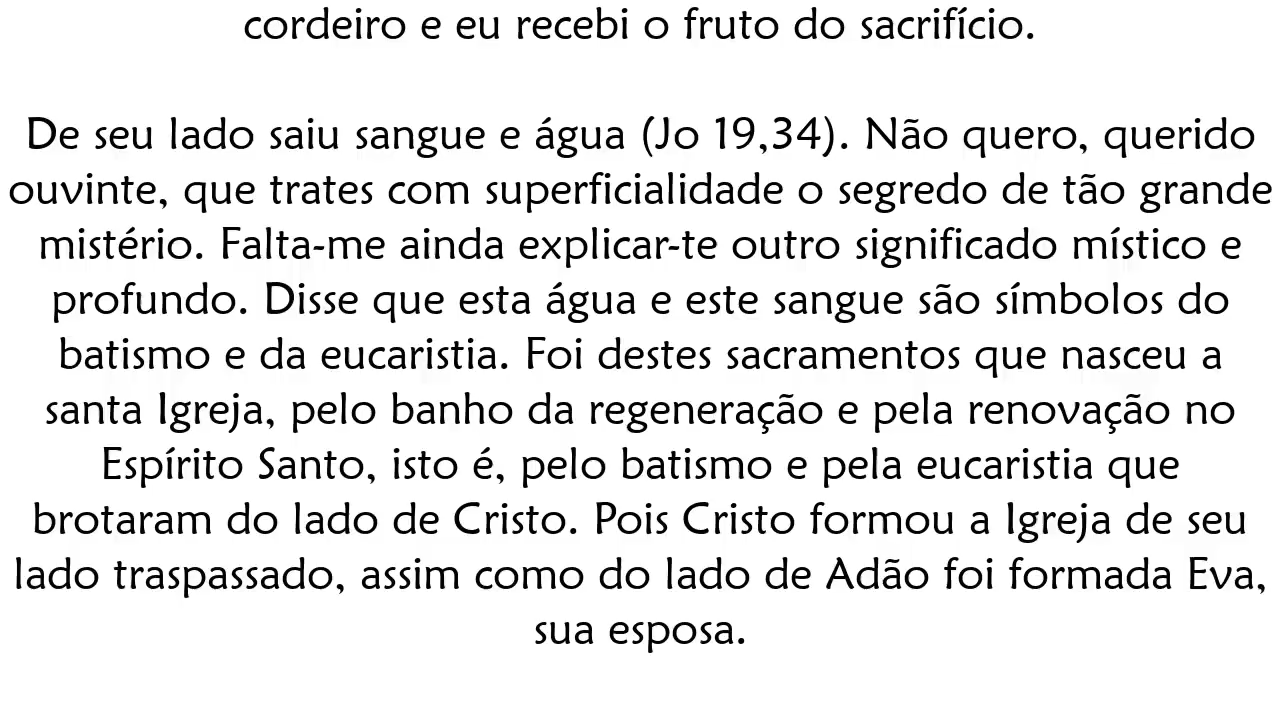 cordeiro e eu recebi o fruto do sacrifício.
De seu lado saiu sangue e água (Jo 19,34). Não quero, querido
ouvinte, que trates com superficialidade o segredo de tão grande
mistério. Falta-me ainda explicar-te outro significado místico e
profundo. Disse que esta água e este sangue são símbolos do
batismo e da eucaristia. Foi destes sacramentos que nasceu a
santa Igreja, pelo banho da regeneração e pela renovação no
Espírito Santo, isto é, pelo batismo e pela eucaristia que
brotaram do lado de Cristo. Pois Cristo formou a Igreja de seu
lado traspassado, assim como do lado de Adão foi formada Eva,
sua esposa.